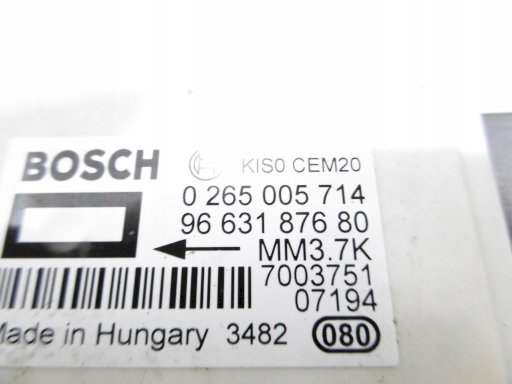 BOSCH KIS0 CEM20
0 265 005 714
96 631 876 80
MM3.7K
7003751
07194
Made in Hungary 3482 080